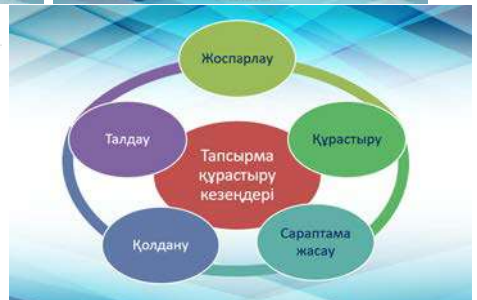 Жоспарлау
Құрастыру
Сараптама
жасау
Қолдану
Талдау
Тапсырма
құрастыру
кезеңдері